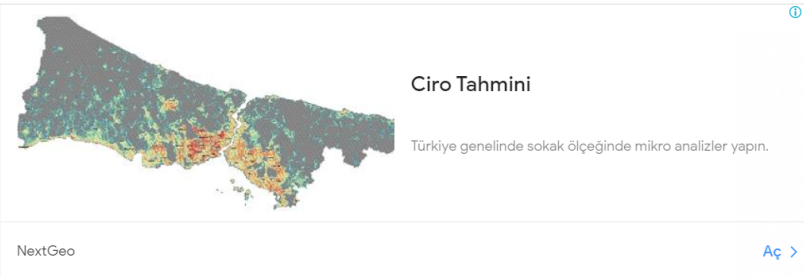 Ciro Tahmini
Türkiye genelinde sokak ölçeğinde mikro analizler yapın.
NextGeo
Aç